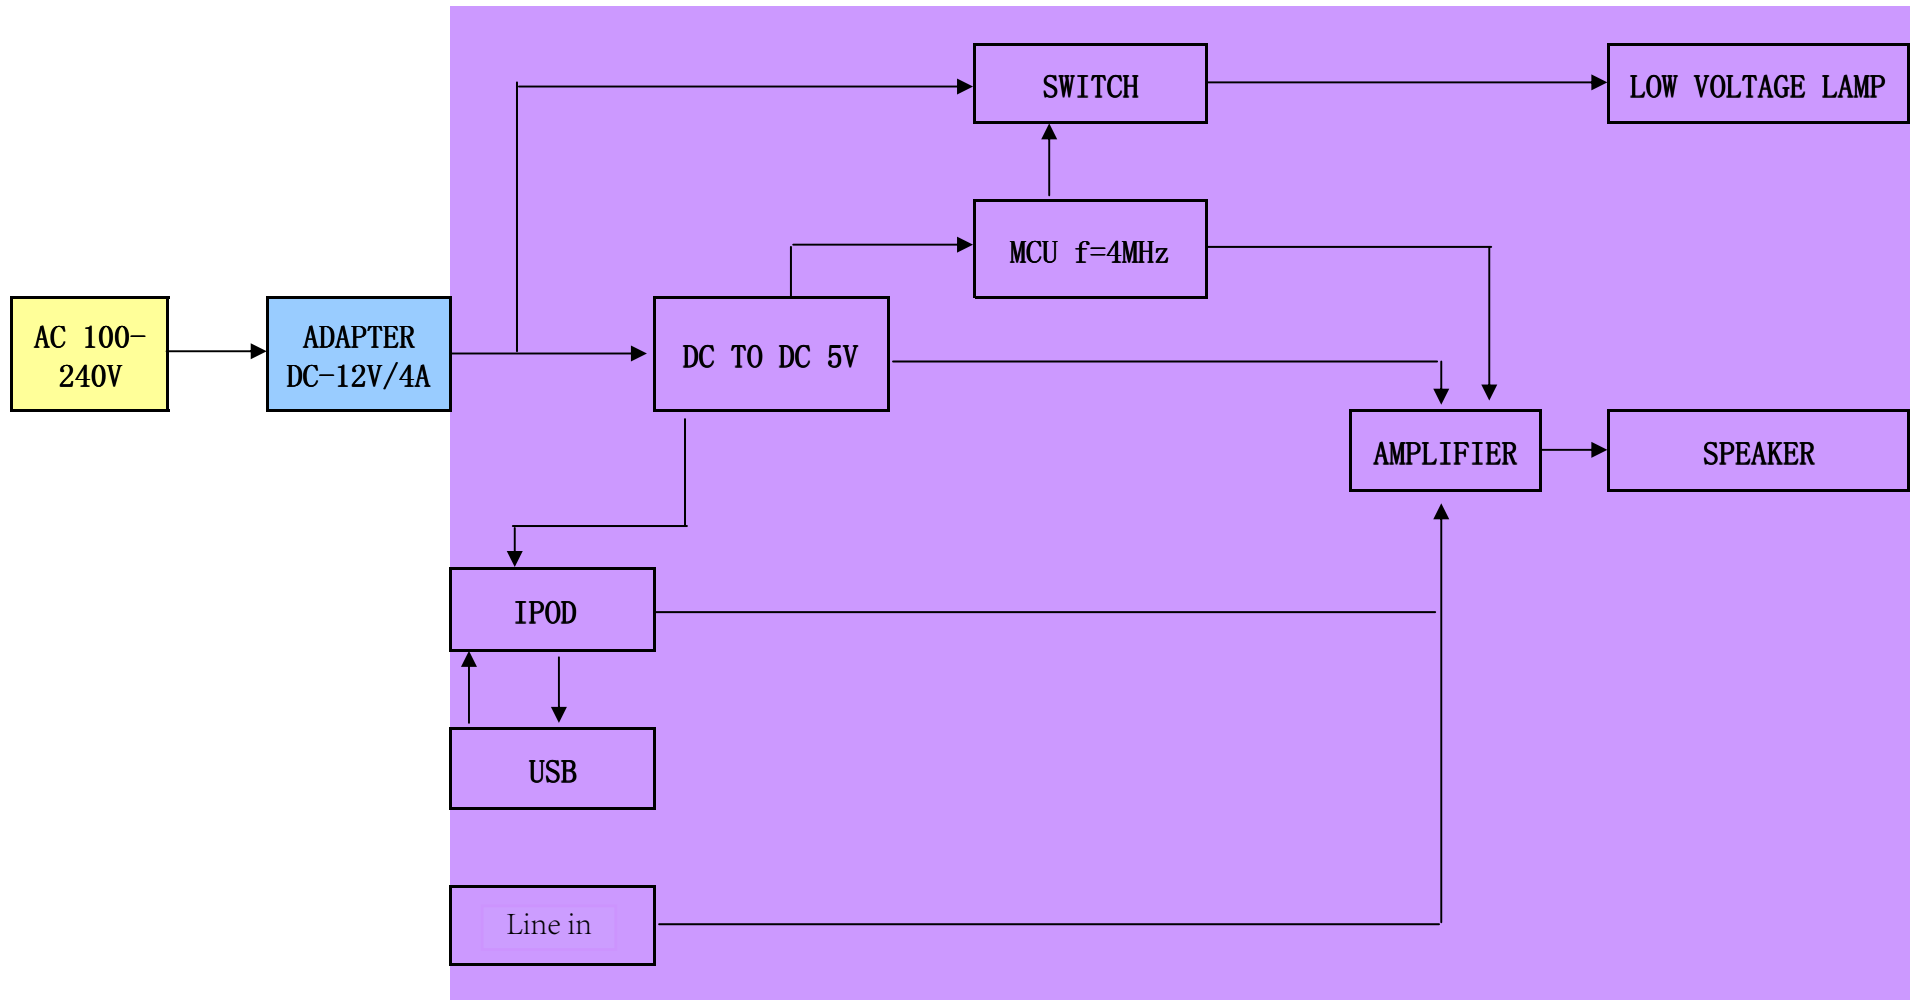 SWITCH
LOW VOLTAGE LAMP
MCU f=4MHz
AC 100-
240V
ADAPTER
DC-12V/4A
DC TO DC 5V
AMPLIFIER
SPEAKER
IPOD
USB
Line in